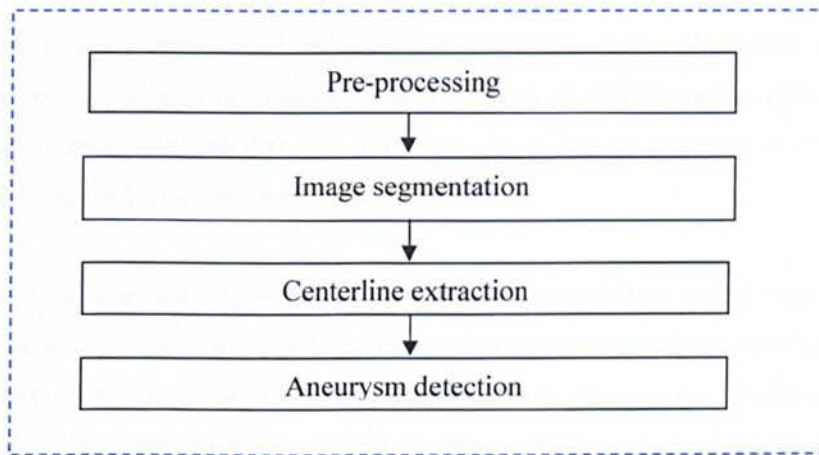 Pre-processing
Image segmentation
Centerline extraction
Aneurysm detection